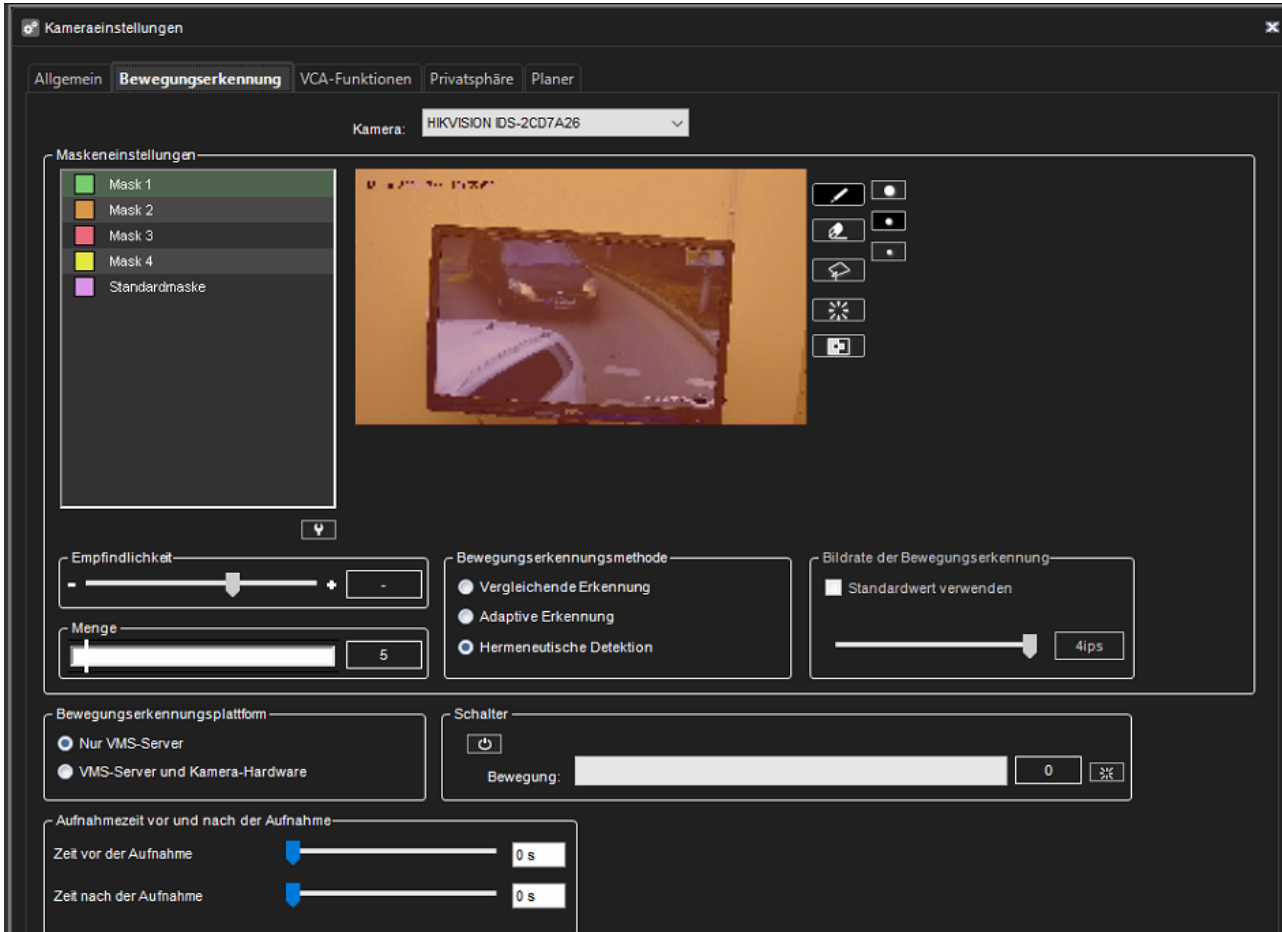 Kameraeinstellungen
Allgemein Bewegungserkennung VCA-Funktionen Privatsphäre Planer
Kamera: HIKVISION IDS-2CD7A26
Maskeneinstellungen
Mask 1
Mask 2
Mask 3
Mask 4
Standardmaske
Empfindlichkeit
- + -
Menge
5
Bewegungserkennungsmethode
Vergleichende Erkennung
Adaptive Erkennung
Hermeneutische Detektion
Bildrate der Bewegungserkennung
Standardwert verwenden
4ips
Bewegungserkennungsplattform
Nur VMS-Server
VMS-Server und Kamera-Hardware
Schalter
Bewegung: 0
Aufnahmezeit vor und nach der Aufnahme
Zeit vor der Aufnahme 0 s
Zeit nach der Aufnahme 0 s